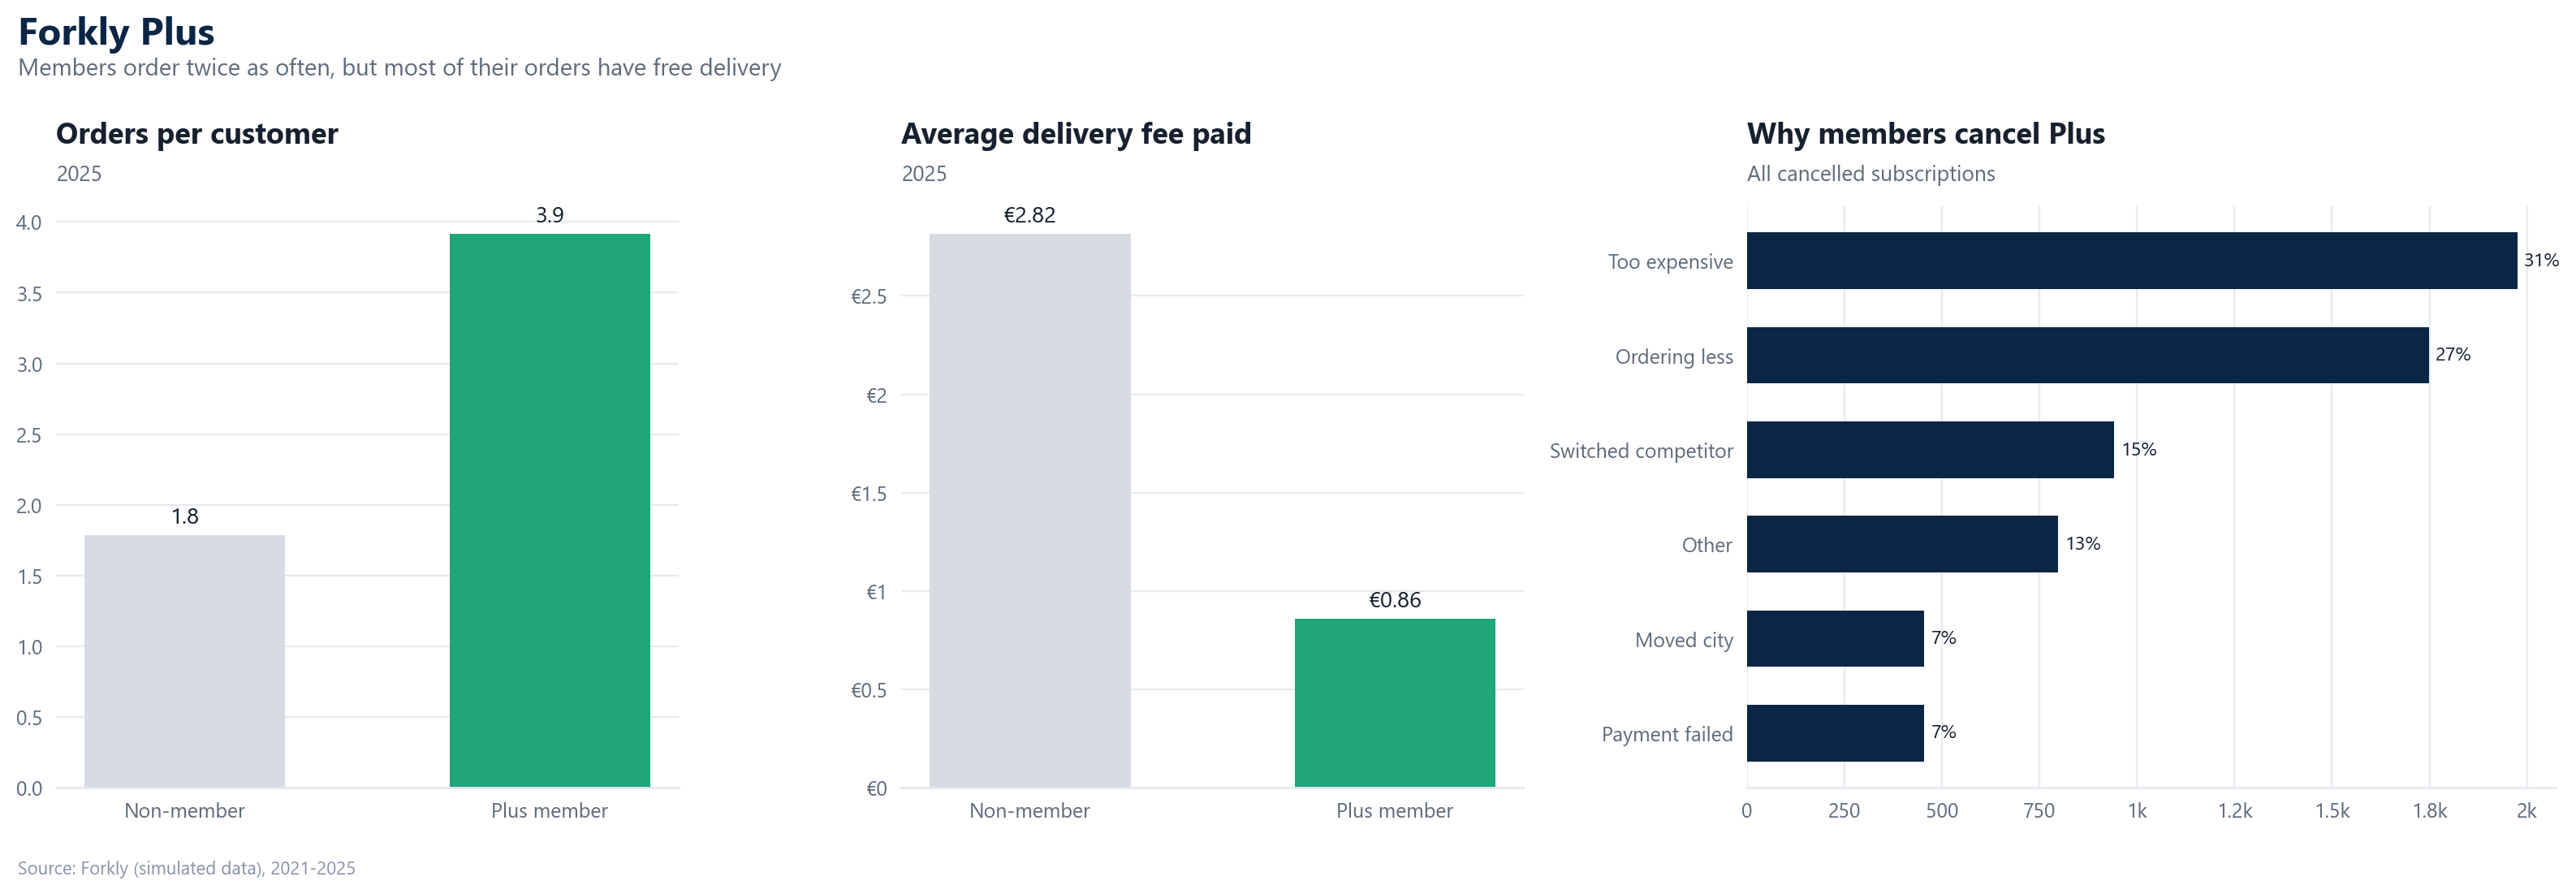 Forkly Plus
Members order twice as often, but most of their orders have free delivery
Orders per customer
2025
4.0
3.5
3.0
2.5
2.0
1.5
1.0
0.5
0.0
1.8
3.9
Non-member
Plus member
Average delivery fee paid
2025
€2.5
€2
€1.5
€1
€0.5
€0
€2.82
€0.86
Non-member
Plus member
Why members cancel Plus
All cancelled subscriptions
Too expensive 31%
Ordering less 27%
Switched competitor 15%
Other 13%
Moved city 7%
Payment failed 7%
0 250 500 750 1k 1.2k 1.5k 1.8k 2k
Source: Forkly (simulated data), 2021-2025